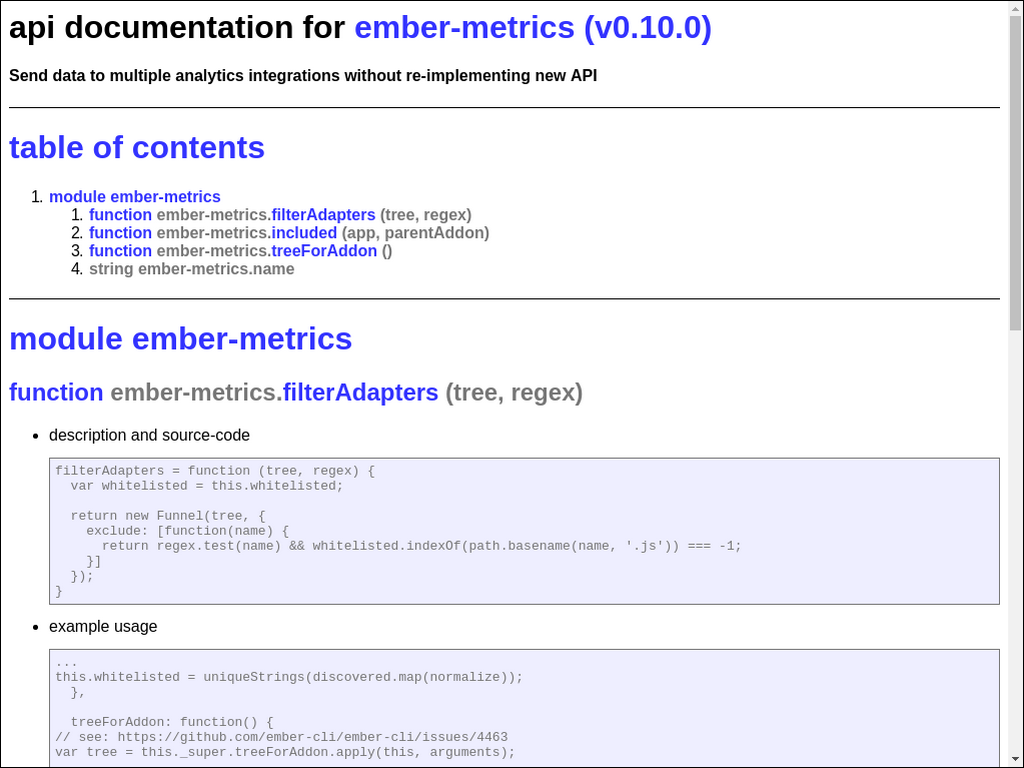 api documentation for ember-metrics (v0.10.0)
Send data to multiple analytics integrations without re-implementing new API
table of contents
1. module ember-metrics
1. function ember-metrics.filterAdapters (tree, regex)
2. function ember-metrics.included (app, parentAddon)
3. function ember-metrics.treeForAddon ()
4. string ember-metrics.name
module ember-metrics
function ember-metrics.filterAdapters (tree, regex)
• description and source-code
filterAdapters = function (tree, regex) {
  var whitelisted = this.whitelisted;
  return new Funnel(tree, {
    exclude: [function(name) {
      return regex.test(name) && whitelisted.indexOf(path.basename(name, '.js')) === -1;
    }]
  });
}
• example usage
...
this.whitelisted = uniqueStrings(discovered.map(normalize));
  },
  treeForAddon: function() {
// see: https://github.com/ember-cli/ember-cli/issues/4463
var tree = this._super.treeForAddon.apply(this, arguments);